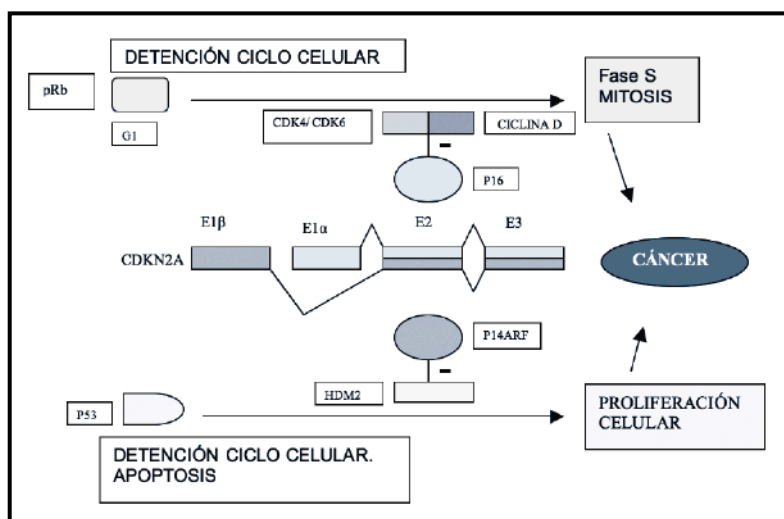 DETENCIÓN CICLO CELULAR
pRb
G1
CDK4/ CDK6
CICLINA D
Fase S
MITOSIS
P16
E1β
E1α
E2
E3
CDKN2A
CÁNCER
P14ARF
HDM2
P53
PROLIFERACIÓN
CELULAR
DETENCIÓN CICLO CELULAR.
APOPTOSIS